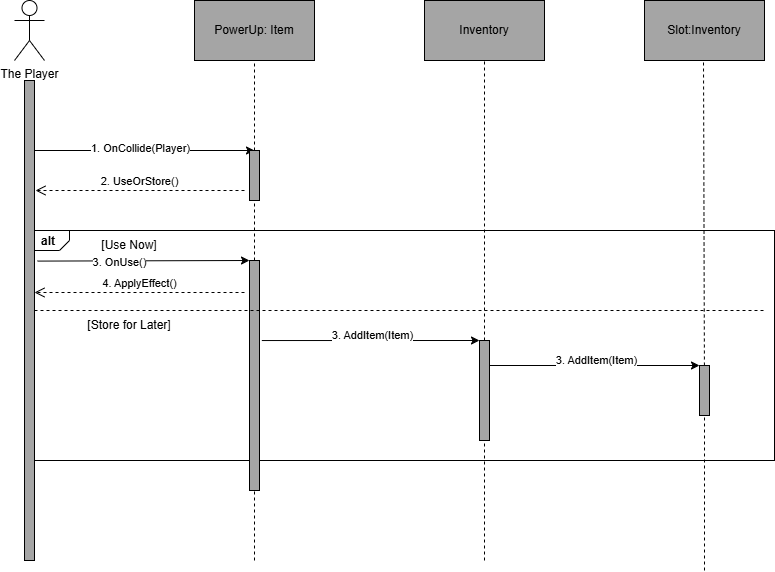 PowerUp: Item
Inventory
Slot:Inventory
The Player
1. OnCollide(Player)
2. UseOrStore()
alt
[Use Now]
3. OnUse()
4. ApplyEffect()
[Store for Later]
3. AddItem(Item)
3. AddItem(Item)